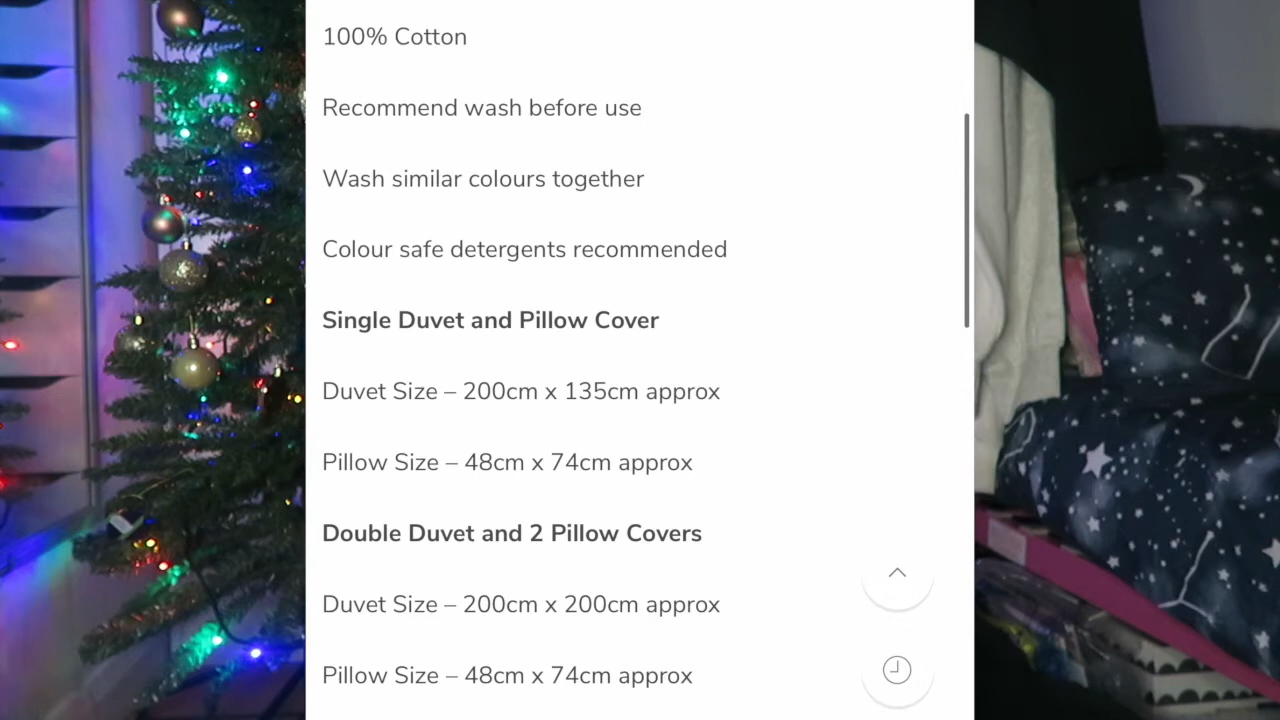 100% Cotton
Recommend wash before use
Wash similar colours together
Colour safe detergents recommended
Single Duvet and Pillow Cover
Duvet Size – 200cm x 135cm approx
Pillow Size – 48cm x 74cm approx
Double Duvet and 2 Pillow Covers
Duvet Size – 200cm x 200cm approx
Pillow Size – 48cm x 74cm approx